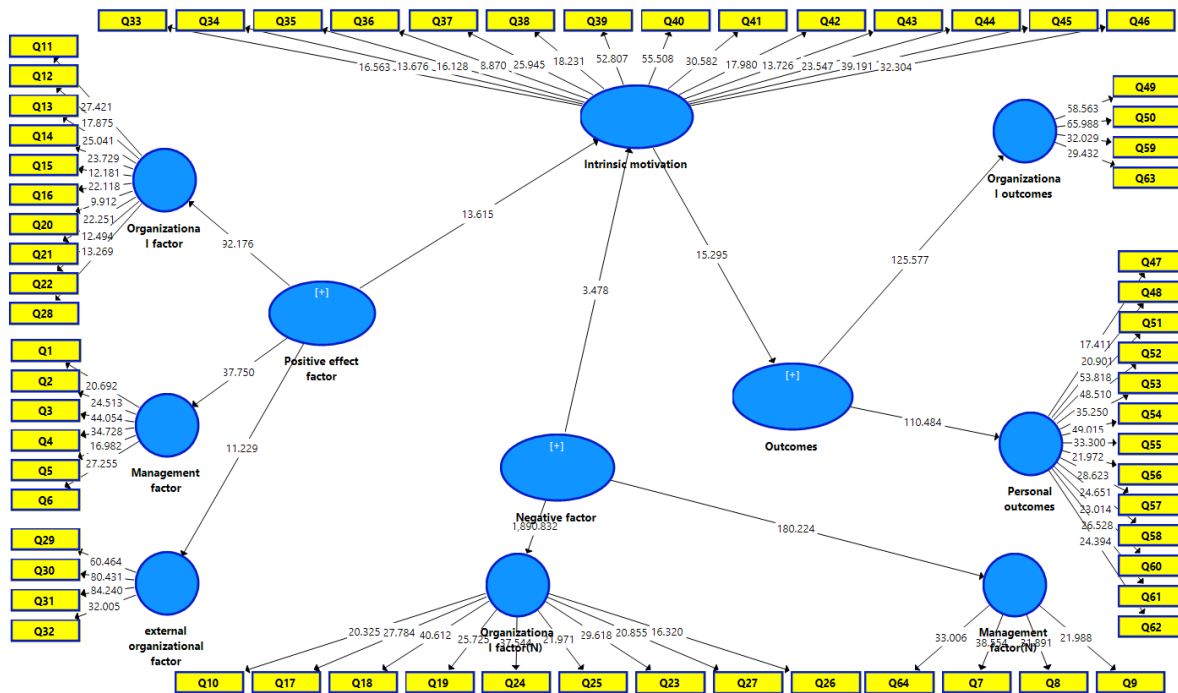 Q33 Q34 Q35 Q36 Q37 Q38 Q39 Q40 Q41 Q42 Q43 Q44 Q45 Q46
16.563 13.676 16.128 8.870 25.945 18.231 52.807 55.508 30.582 17.980 13.726 23.547 39.191 32.304
Intrinsic motivation
Q11
Q12
Q13
Q14
Q15
Q16
Q20
Q21
Q22
Q28
27.421
17.875
25.041
23.729
12.181
22.118
9.912
22.251
12.494
13.269
Organizationa
l factor
92.176
13.615
[+]
Positive effect
factor
37.750
11.229
Q1
Q2
Q3
Q4
Q5
Q6
20.692
24.513
44.054
34.728
16.982
27.255
Management
factor
Q29
Q30
Q31
Q32
60.464
80.431
84.240
32.005
external
organizational
factor
3.478
15.295
[+]
Negative factor
1,890.832
180.224
Organizationa
l factor(N)
20.325 27.784 40.612 25.725 37.544 21.971 29.618 20.855 16.320
Q10 Q17 Q18 Q19 Q24 Q25 Q23 Q27 Q26
Management
factor(N)
33.006 38.554 21.988
Q64 Q7 Q8 Q9
[+]
Outcomes
125.577
110.484
Organizationa
l outcomes
58.563
65.988
32.029
29.432
Q49
Q50
Q59
Q63
Personal
outcomes
17.411
20.901
53.818
48.510
35.250
49.015
33.300
21.972
28.623
24.651
23.014
26.528
24.394
Q47
Q48
Q51
Q52
Q53
Q54
Q55
Q56
Q57
Q58
Q60
Q61
Q62